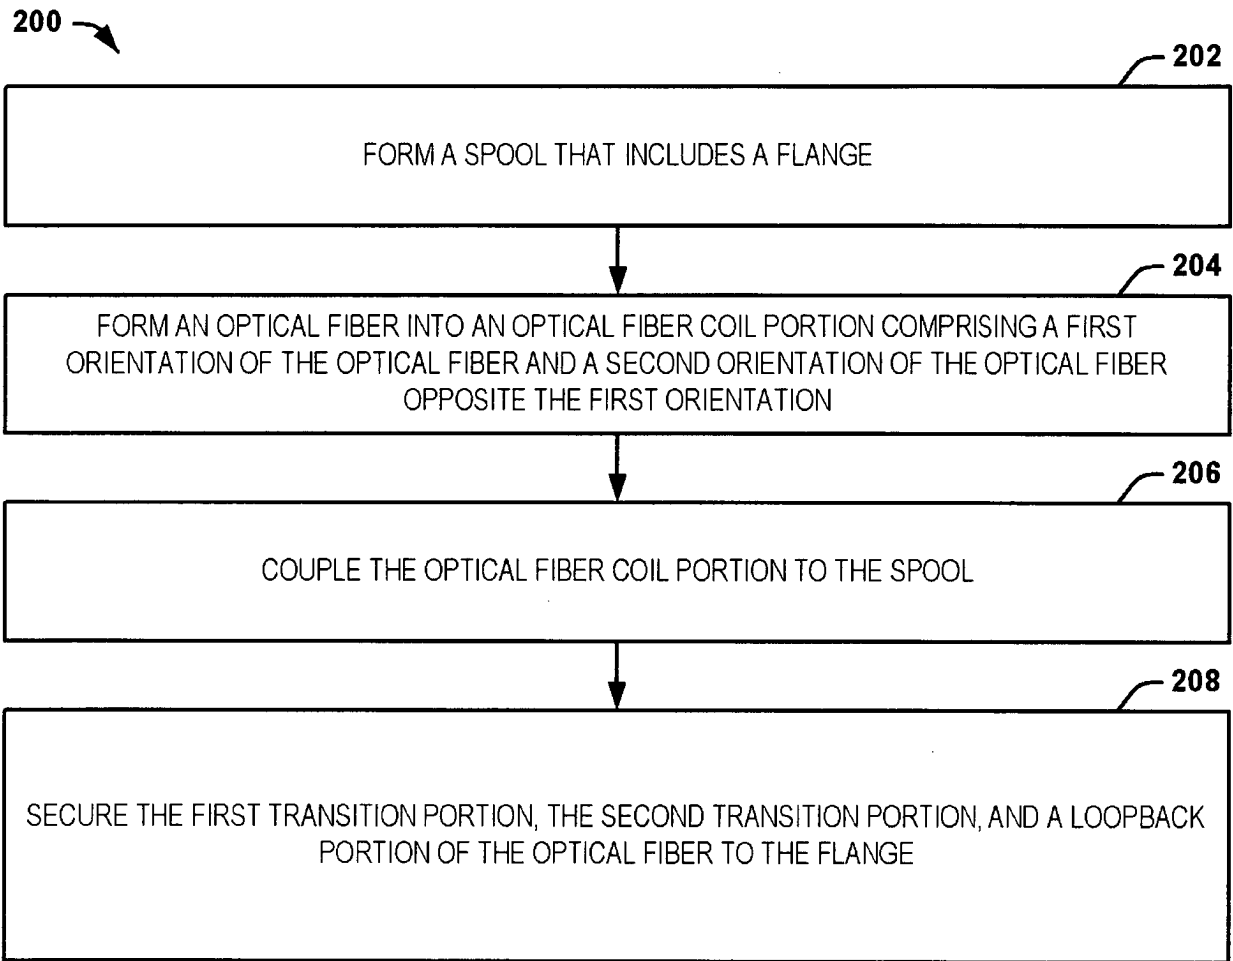 200
202
FORM A SPOOL THAT INCLUDES A FLANGE
204
FORM AN OPTICAL FIBER INTO AN OPTICAL FIBER COIL PORTION COMPRISING A FIRST
ORIENTATION OF THE OPTICAL FIBER AND A SECOND ORIENTATION OF THE OPTICAL FIBER
OPPOSITE THE FIRST ORIENTATION
206
COUPLE THE OPTICAL FIBER COIL PORTION TO THE SPOOL
208
SECURE THE FIRST TRANSITION PORTION, THE SECOND TRANSITION PORTION, AND A LOOPBACK
PORTION OF THE OPTICAL FIBER TO THE FLANGE